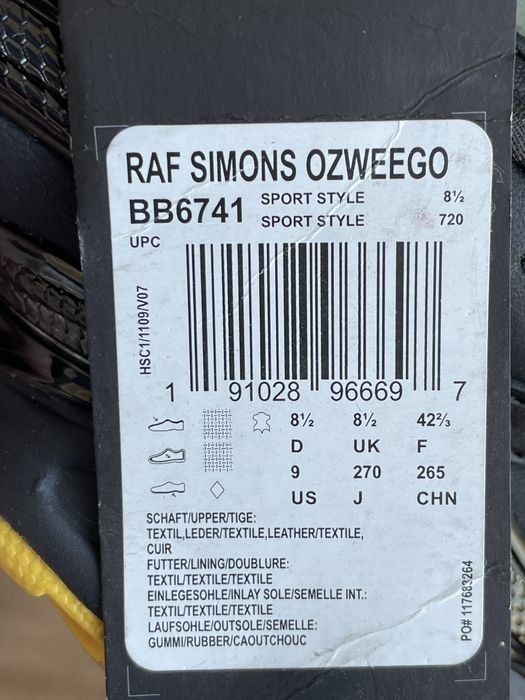 RAF SIMONS OZWEEGO
BB6741 SPORT STYLE 8½
SPORT STYLE 720
UPC
HSC1/1109/V07
1 91028 96669 7
8½ 8½ 42⅔
D UK F
9 270 265
US J CHN
SCHAFT/UPPER/TIGE:
TEXTIL,LEDER/TEXTILE,LEATHER/TEXTILE,
CUIR
FUTTER/LINING/DOUBLURE:
TEXTIL/TEXTILE/TEXTILE
EINLEGESOHLE/INLAY SOLE/SEMELLE INT.:
TEXTIL/TEXTILE/TEXTILE
LAUFSOHLE/OUTSOLE/SEMELLE:
GUMMI/RUBBER/CAOUTCHOUC
PO# 117683264